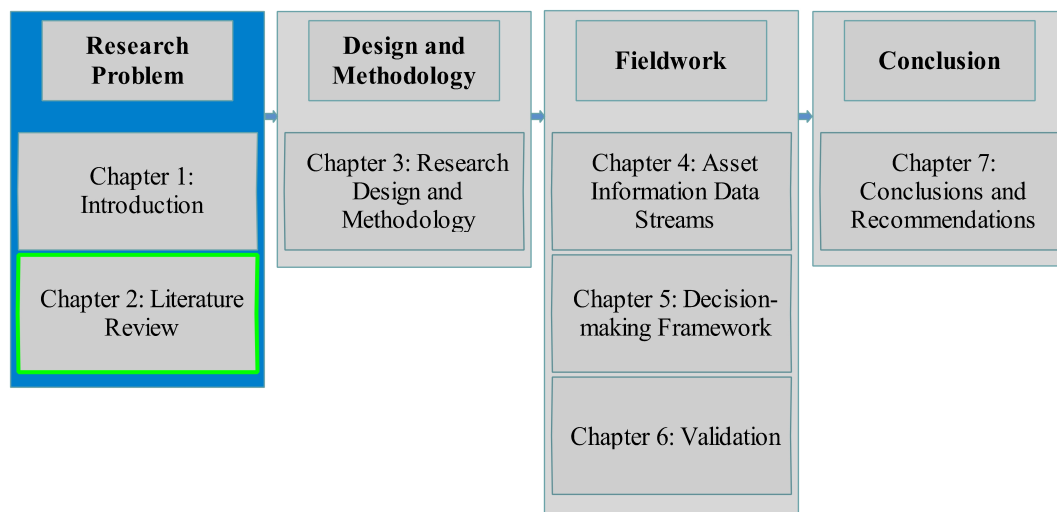 Research
Problem
Chapter 1:
Introduction
Chapter 2: Literature
Review
Design and
Methodology
Chapter 3: Research
Design and
Methodology
Fieldwork
Chapter 4: Asset
Information Data
Streams
Chapter 5: Decision-
making Framework
Chapter 6: Validation
Conclusion
Chapter 7:
Conclusions and
Recommendations